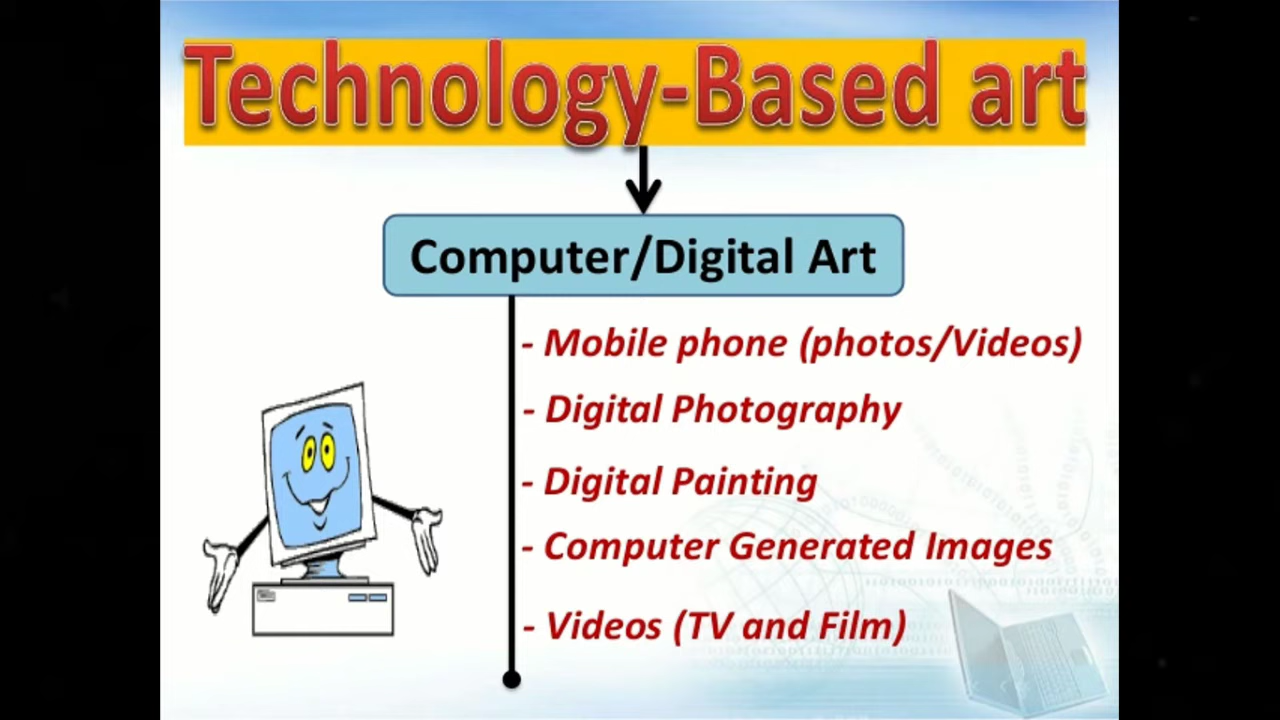 Technology-Based art
Computer/Digital Art
- Mobile phone (photos/Videos)
- Digital Photography
- Digital Painting
- Computer Generated Images
- Videos (TV and Film)